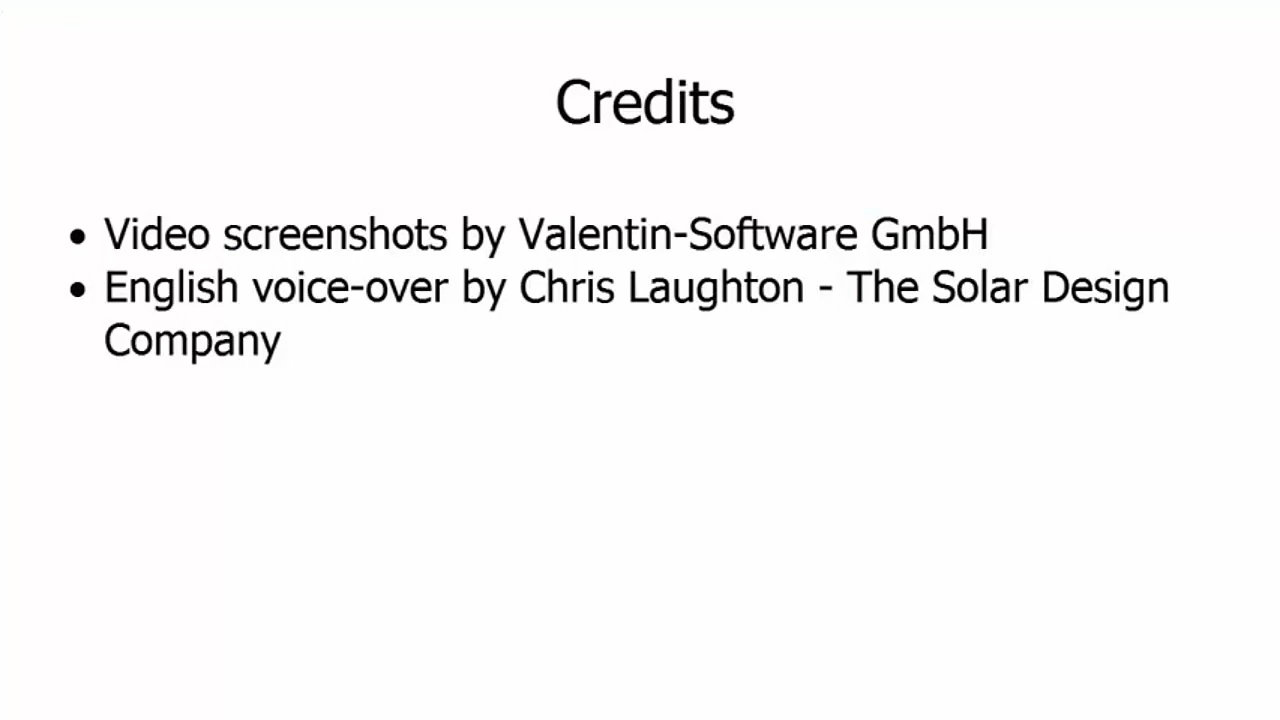 Credits
• Video screenshots by Valentin-Software GmbH
• English voice-over by Chris Laughton - The Solar Design
Company